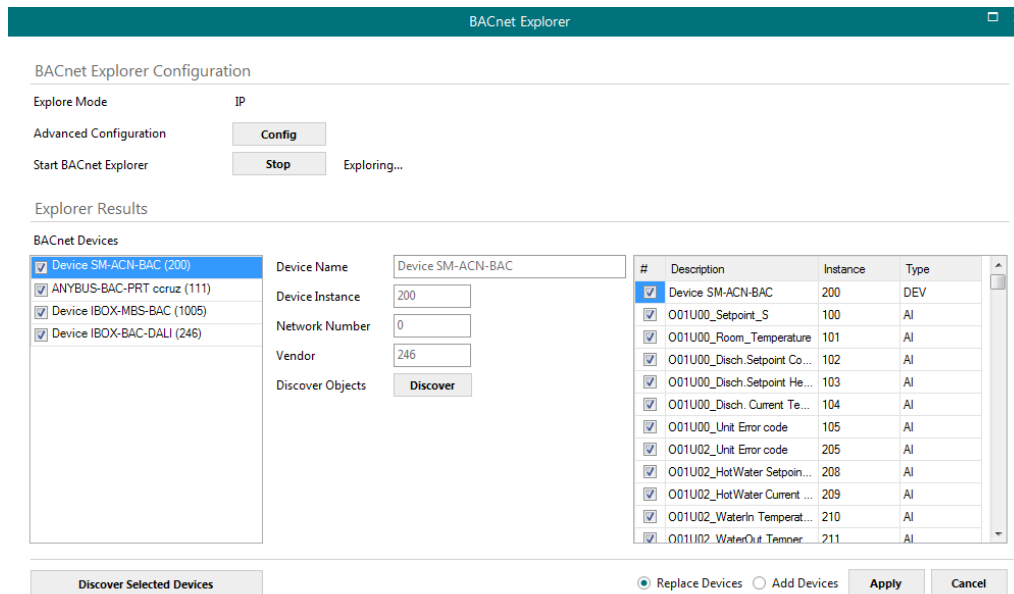 BACnet Explorer
BACnet Explorer Configuration
Explore Mode IP
Advanced Configuration Config
Start BACnet Explorer Stop Exploring...
Explorer Results
BACnet Devices
Device SM-ACN-BAC (200)
ANYBUS-BAC-PRT ccruz (111)
Device IBOX-MBS-BAC (1005)
Device IBOX-BAC-DALI (246)
Device Name Device SM-ACN-BAC
Device Instance 200
Network Number 0
Vendor 246
Discover Objects Discover
# Description Instance Type
Device SM-ACN-BAC 200 DEV
O01U00_Setpoint_S 100 AI
O01U00_Room_Temperature 101 AI
O01U00_Disch.Setpoint Co... 102 AI
O01U00_Disch.Setpoint He... 103 AI
O01U00_Disch. Current Te... 104 AI
O01U00_Unit Error code 105 AI
O01U02_Unit Error code 205 AI
O01U02_HotWater Setpoin... 208 AI
O01U02_HotWater Current ... 209 AI
O01U02_WaterIn Temperat... 210 AI
O01U02_WaterOut Temper... 211 AI
Discover Selected Devices
Replace Devices Add Devices Apply Cancel